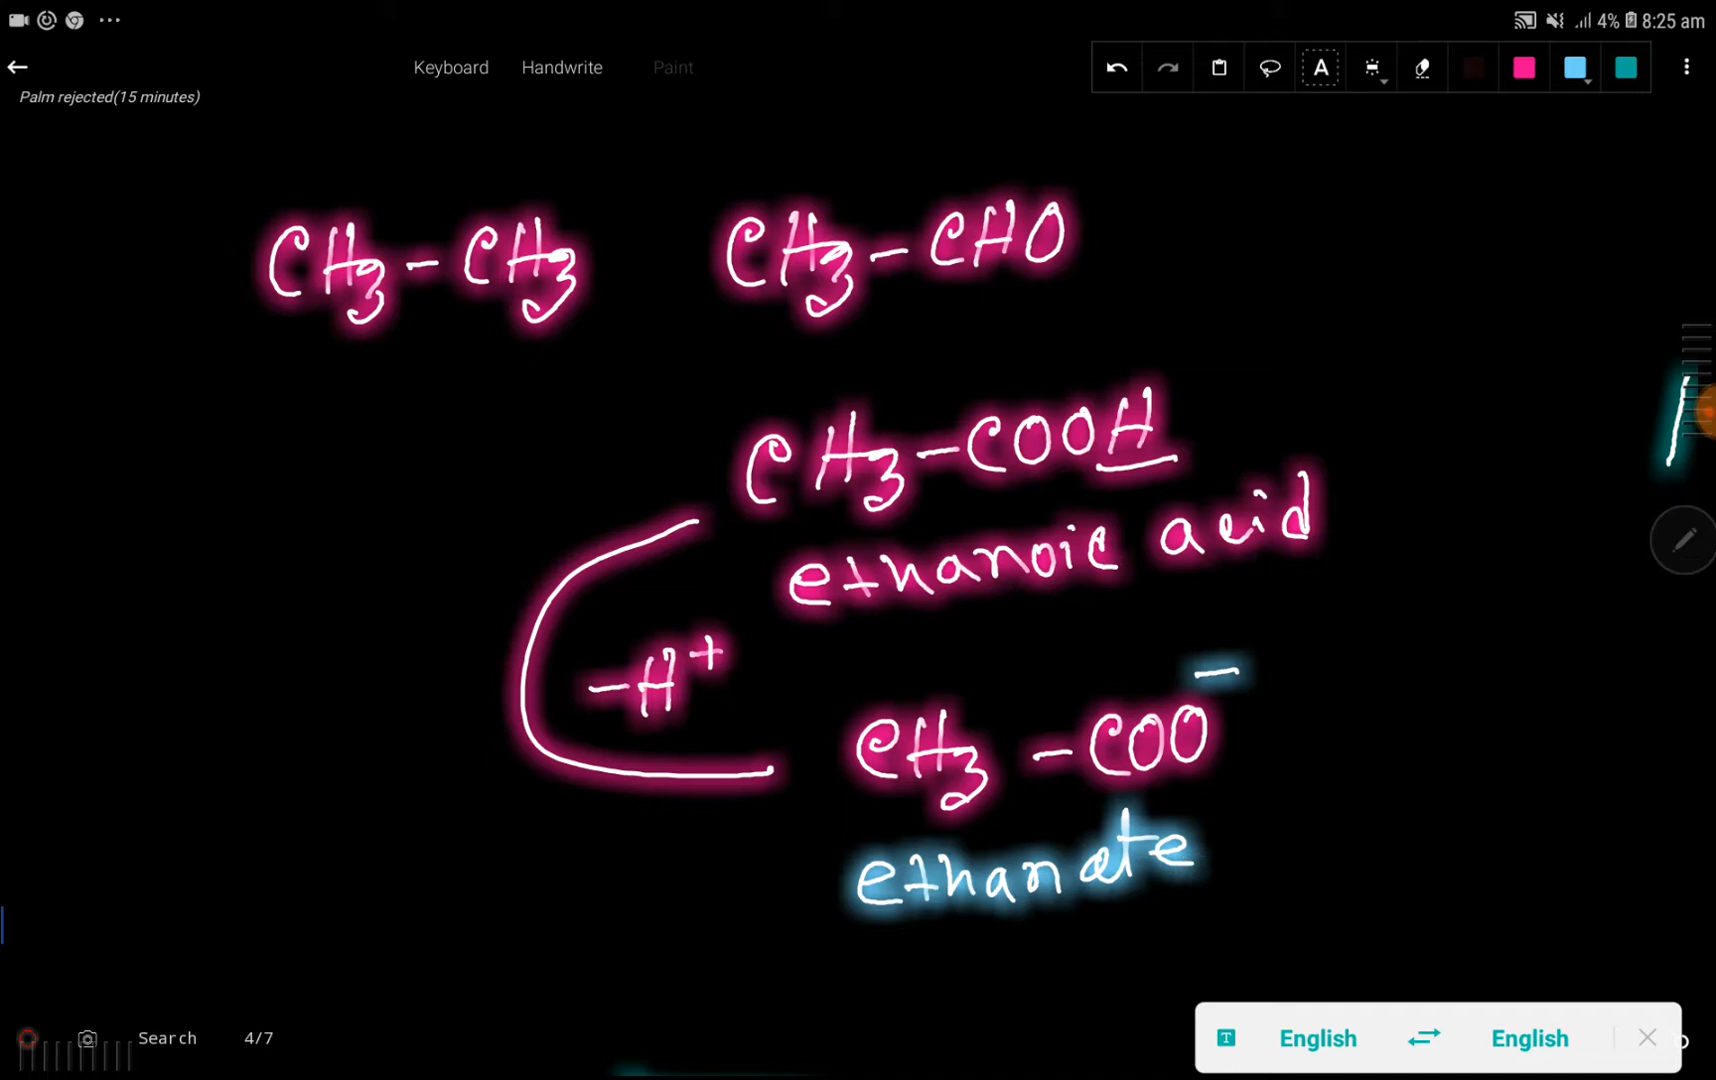 4% 8:25 am
Keyboard Handwrite Paint
A
Palm rejected(15 minutes)
CH₃-CH₃ CH₃-CHO
CH₃-COOH
ethanoic acid
-H⁺
CH₃-COO⁻
ethanate
Search 4/7
T English English